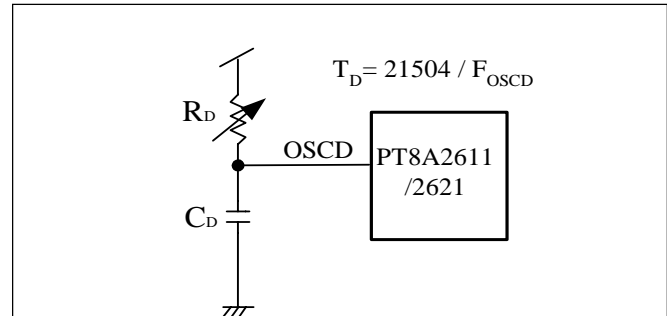 T_D= 21504 / F_OSCD
R_D
OSCD
PT8A2611
/2621
C_D